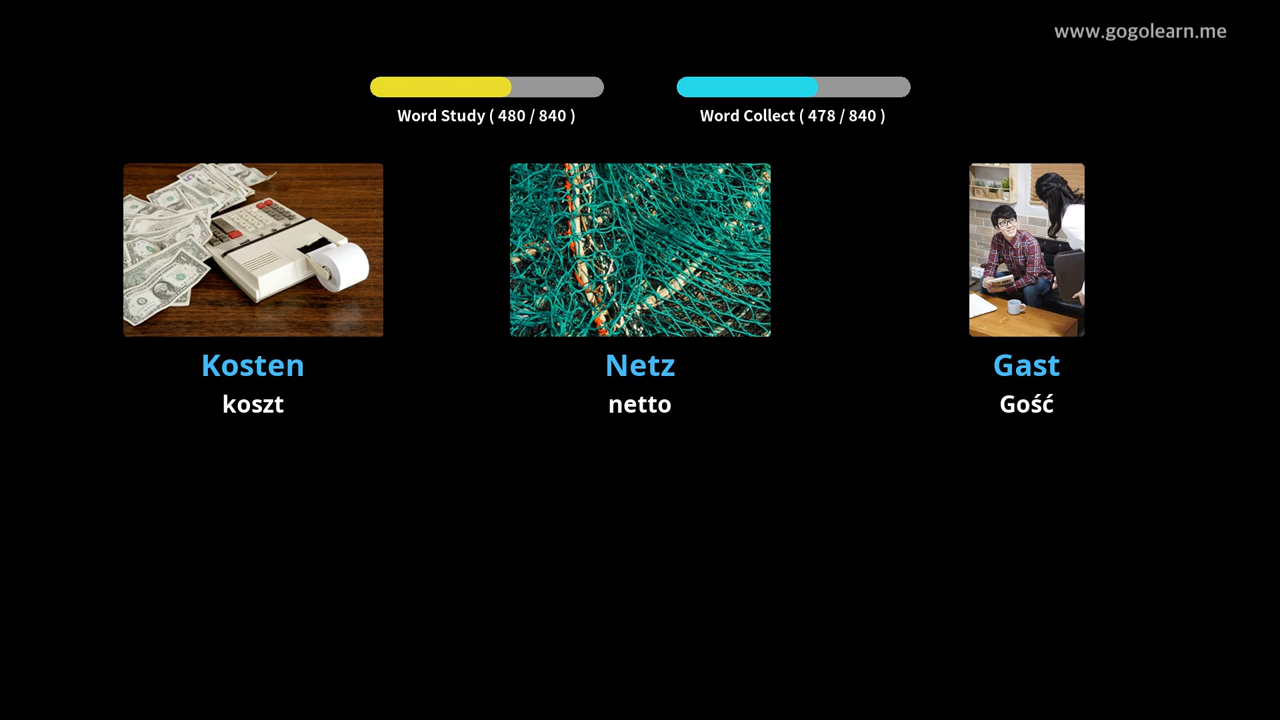 www.gogolearn.me
Word Study ( 480 / 840 )
Word Collect ( 478 / 840 )
Kosten
koszt
Netz
netto
Gast
Gość